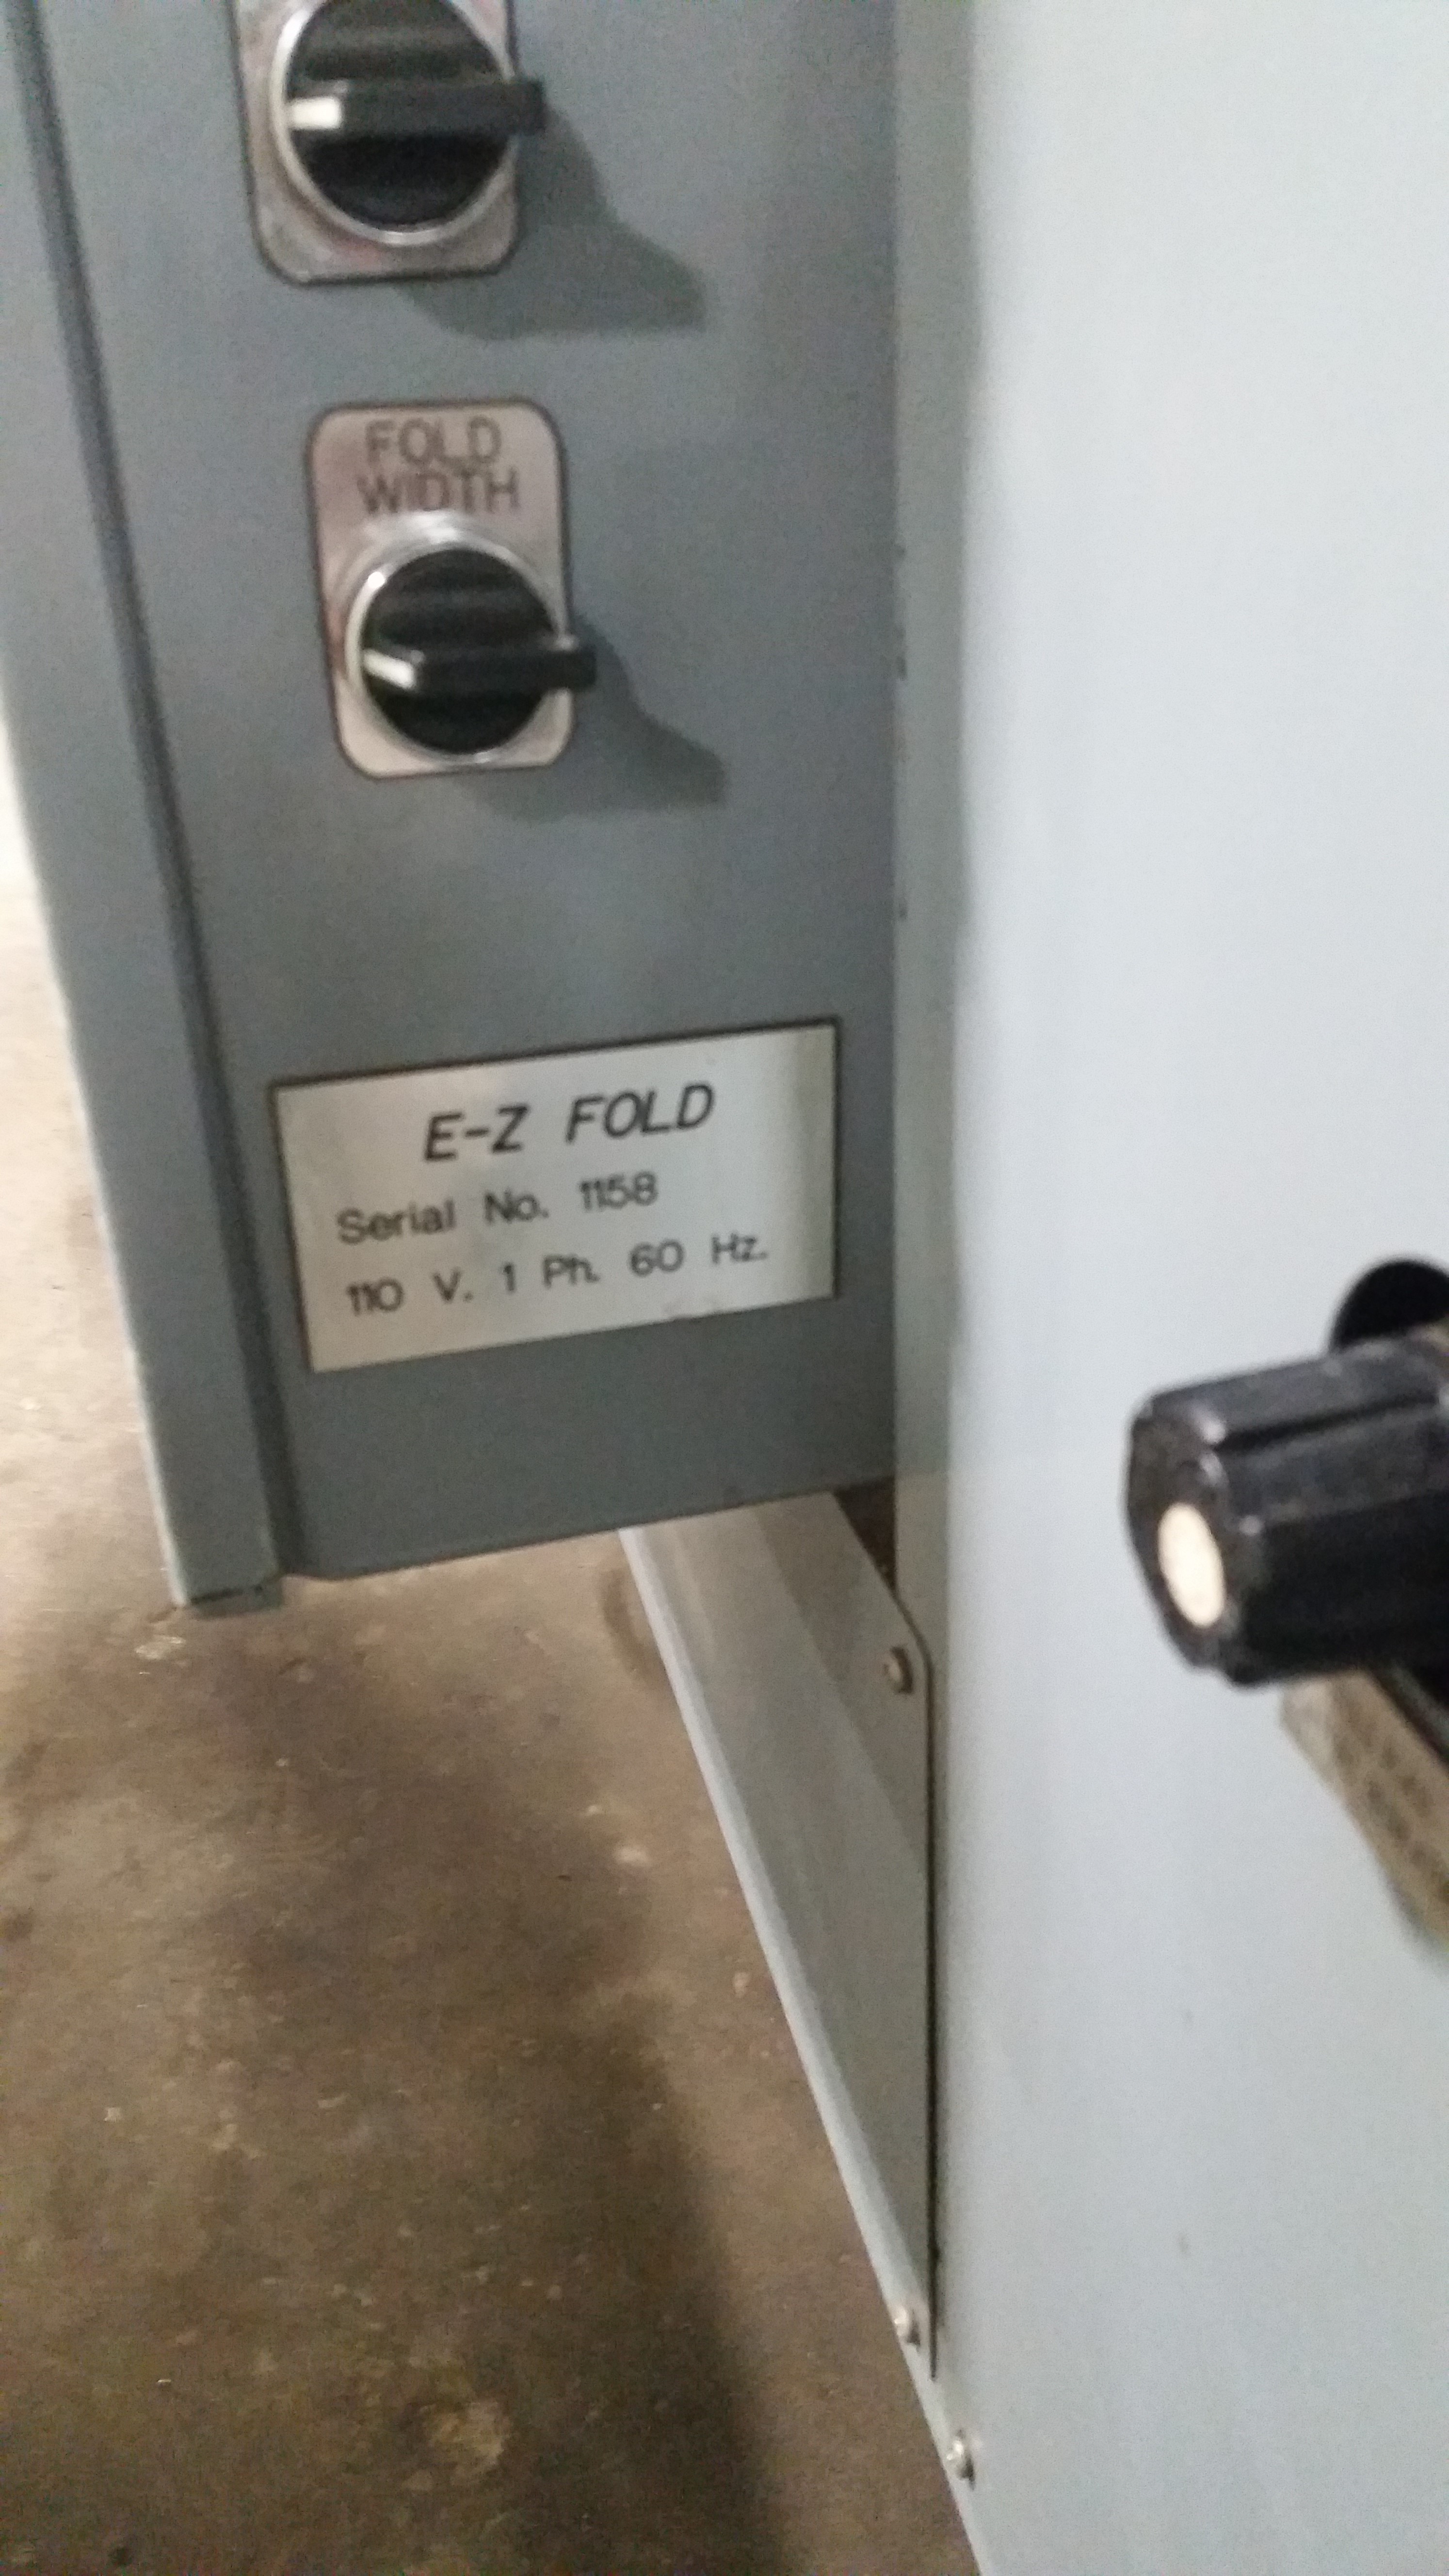 FOLD
WIDTH
E-Z FOLD
Serial No. 1158
110 V. 1 Ph. 60 Hz.